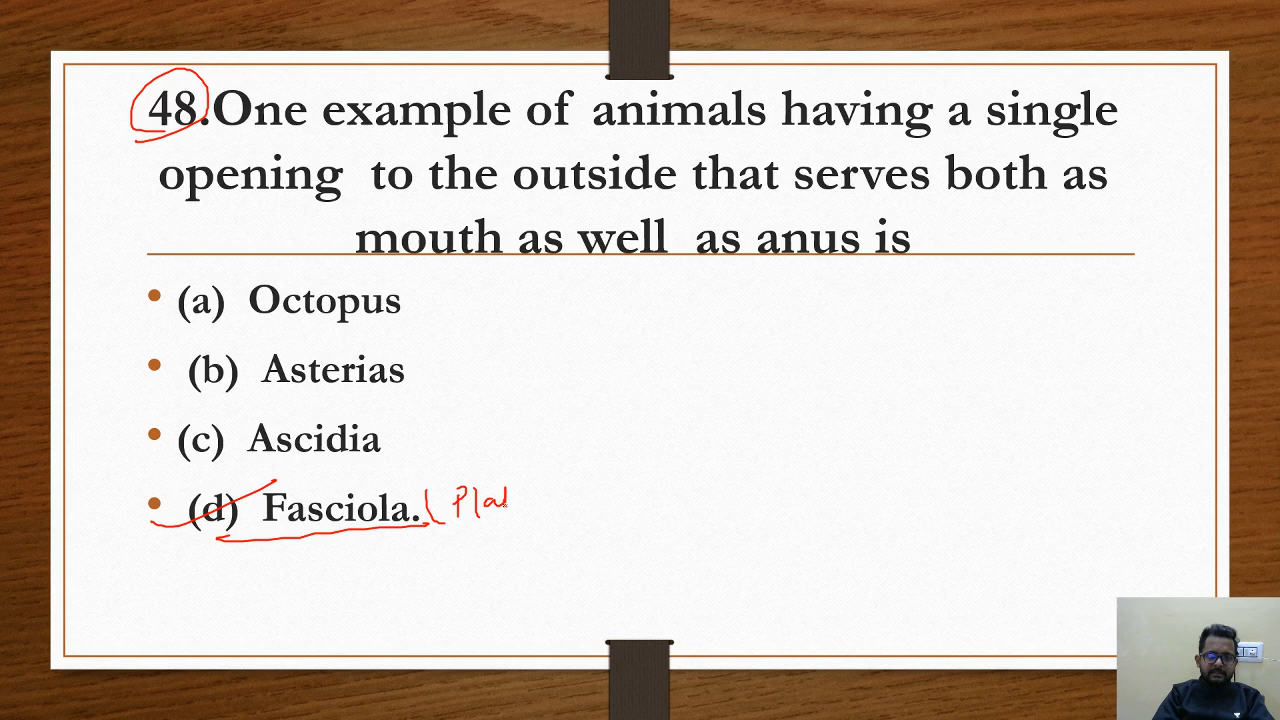 48.One example of animals having a single
opening to the outside that serves both as
mouth as well as anus is
• (a) Octopus
• (b) Asterias
• (c) Ascidia
• (d) Fasciola. ( Plat